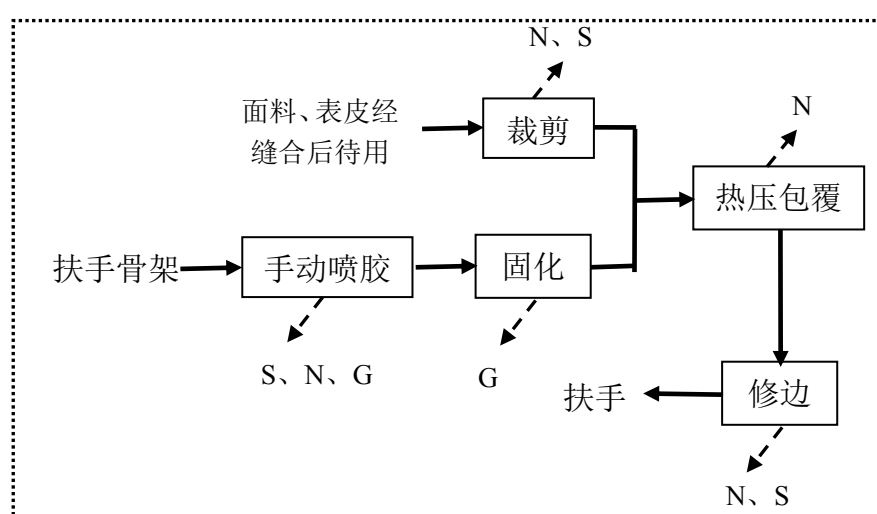 N、S
面料、表皮经
缝合后待用
裁剪
N
热压包覆
扶手骨架
手动喷胶
固化
S、N、G
G
扶手
修边
N、S